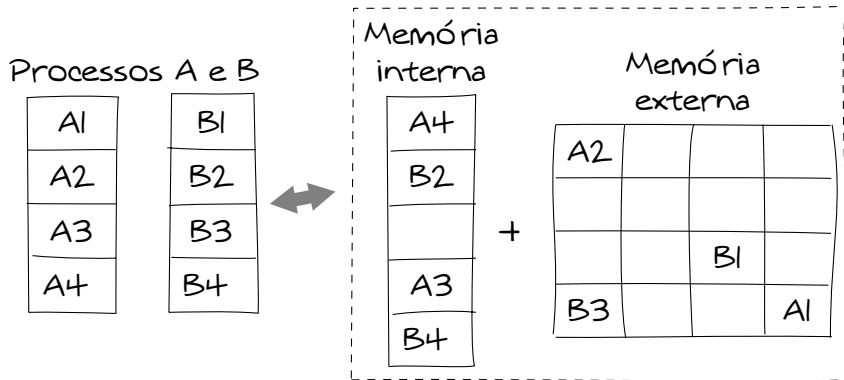 Processos A e B
A1
A2
A3
A4
B1
B2
B3
B4
Memória
interna
A4
B2
A3
B4
+
Memória
externa
A2
B1
B3 A1